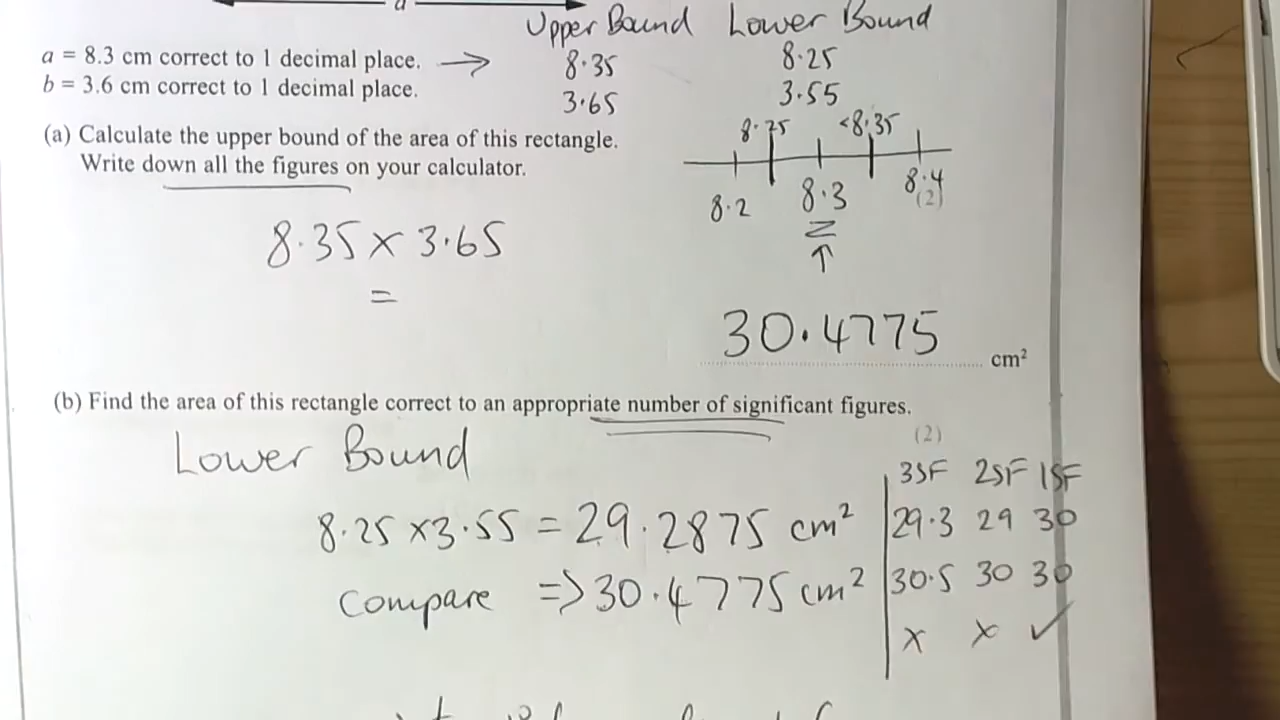 a
Upper Bound Lower Bound
a = 8.3 cm correct to 1 decimal place. → 8.35 8.25
b = 3.6 cm correct to 1 decimal place. 3.65 3.55
(a) Calculate the upper bound of the area of this rectangle.
8.25 <8.35
Write down all the figures on your calculator.
8.2 8.3 8.4
(2)
↑
8.35 × 3.65
=
30.4775 cm²
(b) Find the area of this rectangle correct to an appropriate number of significant figures.
(2)
Lower Bound
3SF 2SF 1SF
8.25 × 3.55 = 29.2875 cm² 29.3 29 30
compare => 30.4775 cm² 30.5 30 30
x x ✓